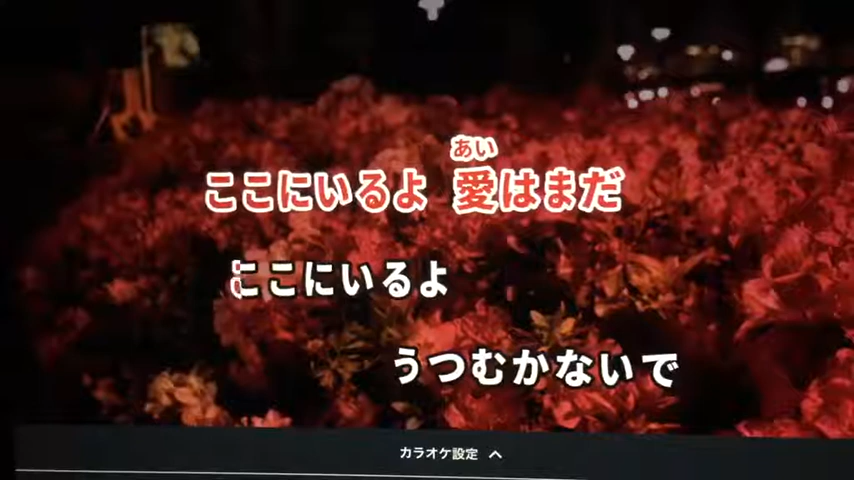 あい
ここにいるよ 愛はまだ
ここにいるよ
うつむかないで
カラオケ設定